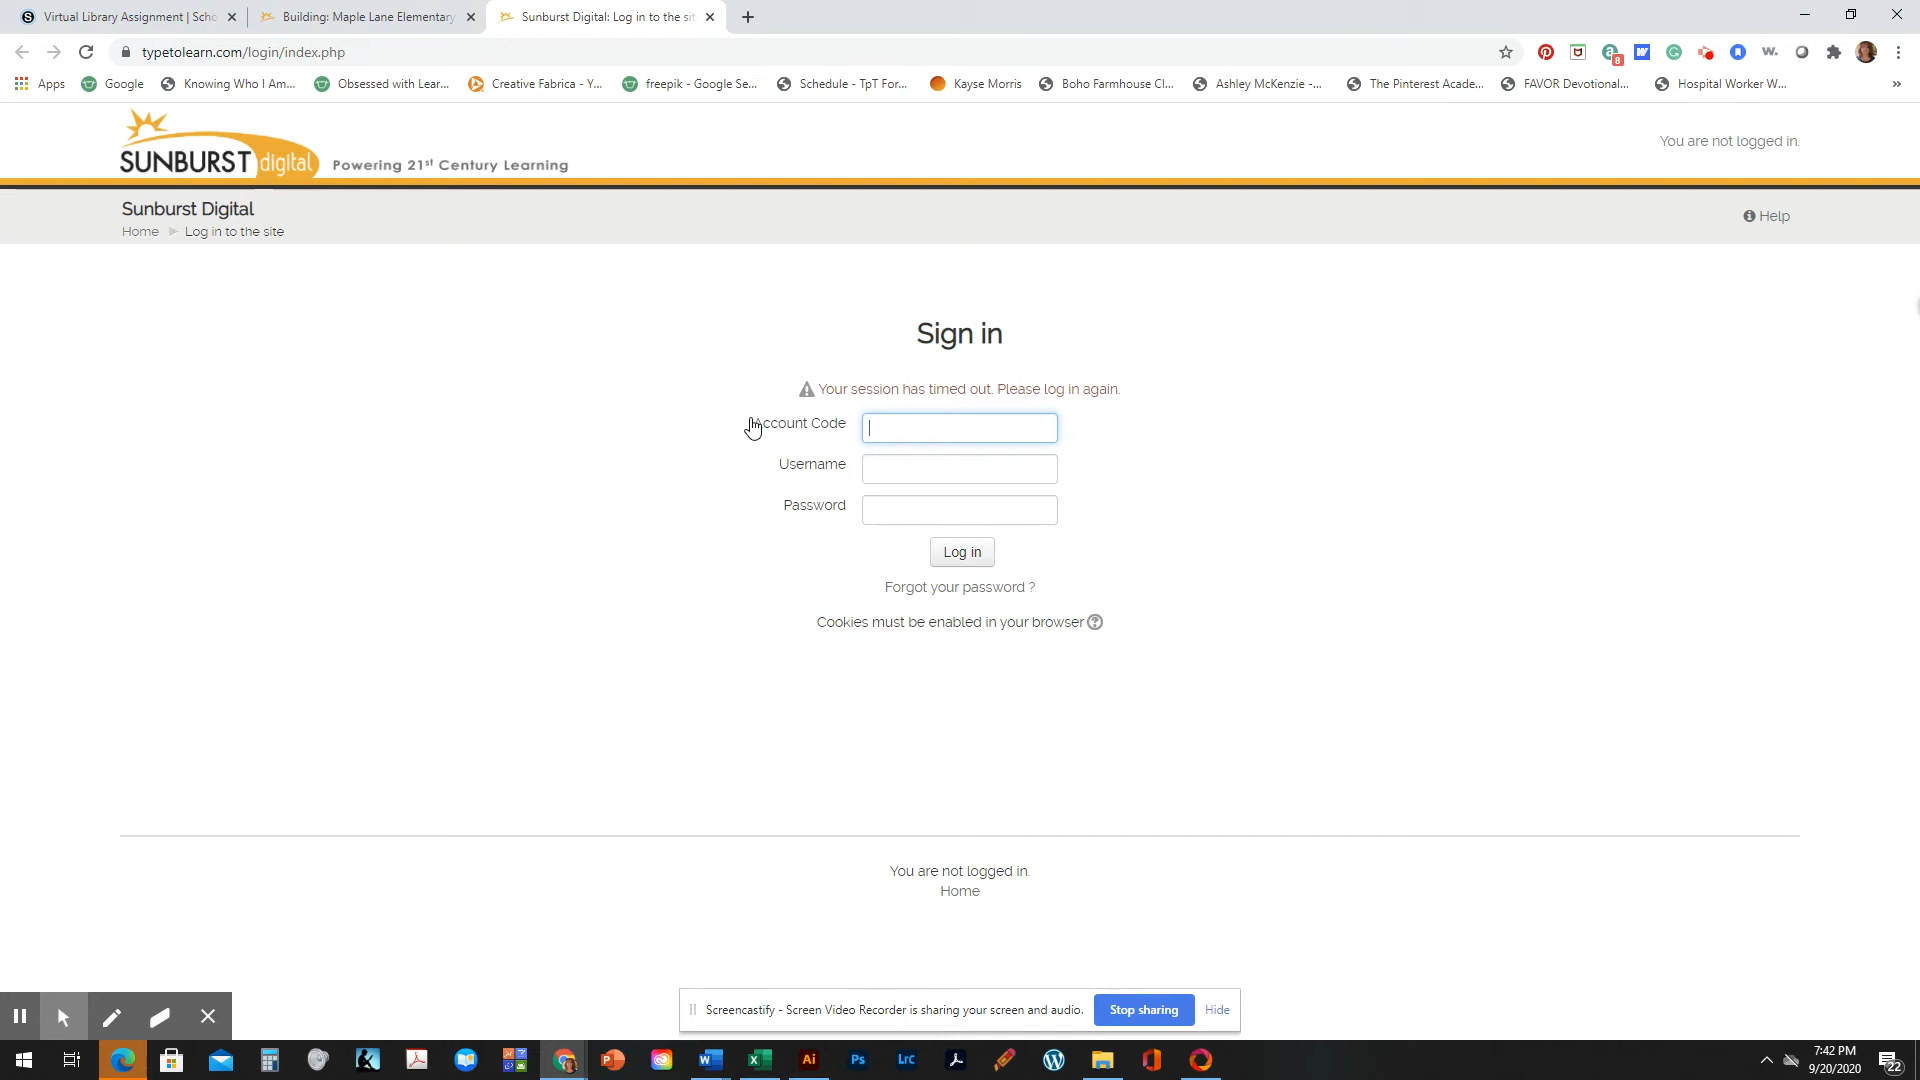 Virtual Library Assignment | Scho
Building: Maple Lane Elementary
Sunburst Digital: Log in to the sit
typetolearn.com/login/index.php
8
Apps
Google
Knowing Who I Am...
Obsessed with Lear...
Creative Fabrica - Y...
freepik - Google Se...
Schedule - TpT For...
Kayse Morris
Boho Farmhouse Cl...
Ashley McKenzie -...
The Pinterest Acade...
FAVOR Devotional...
Hospital Worker W...
»
SUNBURST digital
Powering 21st Century Learning
You are not logged in.
Sunburst Digital
Home
Log in to the site
Help
Sign in
Your session has timed out. Please log in again.
Account Code
Username
Password
Log in
Forgot your password ?
Cookies must be enabled in your browser
You are not logged in.
Home
Screencastify - Screen Video Recorder is sharing your screen and audio.
Stop sharing
Hide
Ai
Ps
Lrc
7:42 PM
9/20/2020
22